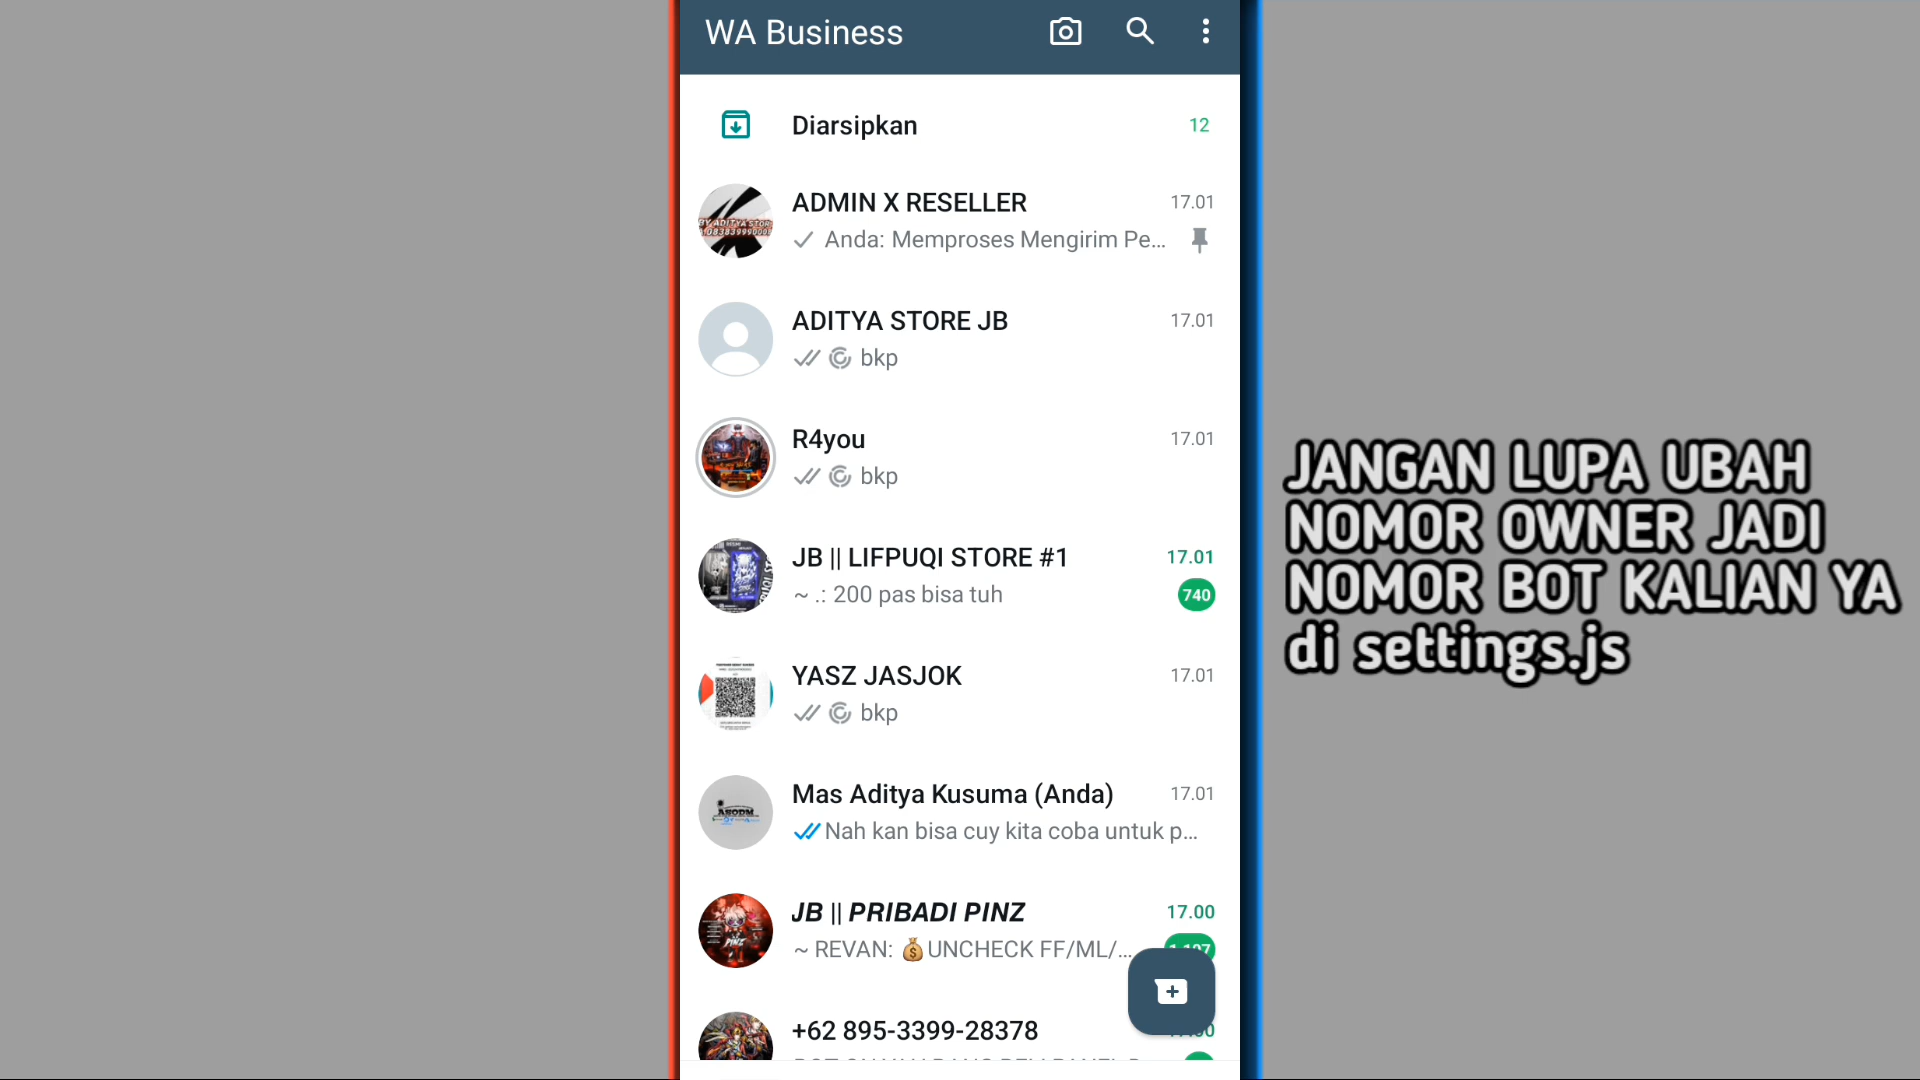 WA Business
Diarsipkan 12
ADMIN X RESELLER 17.01
Anda: Memproses Mengirim Pe...
ADITYA STORE JB 17.01
bkp
R4you 17.01
bkp
JB || LIFPUQI STORE #1 17.01
~ .: 200 pas bisa tuh 740
YASZ JASJOK 17.01
bkp
Mas Aditya Kusuma (Anda) 17.01
Nah kan bisa cuy kita coba untuk p...
JB || PRIBADI PINZ 17.00
~ REVAN: 💰UNCHECK FF/ML/...
+62 895-3399-28378
JANGAN LUPA UBAH
NOMOR OWNER JADI
NOMOR BOT KALIAN YA
di settings.js